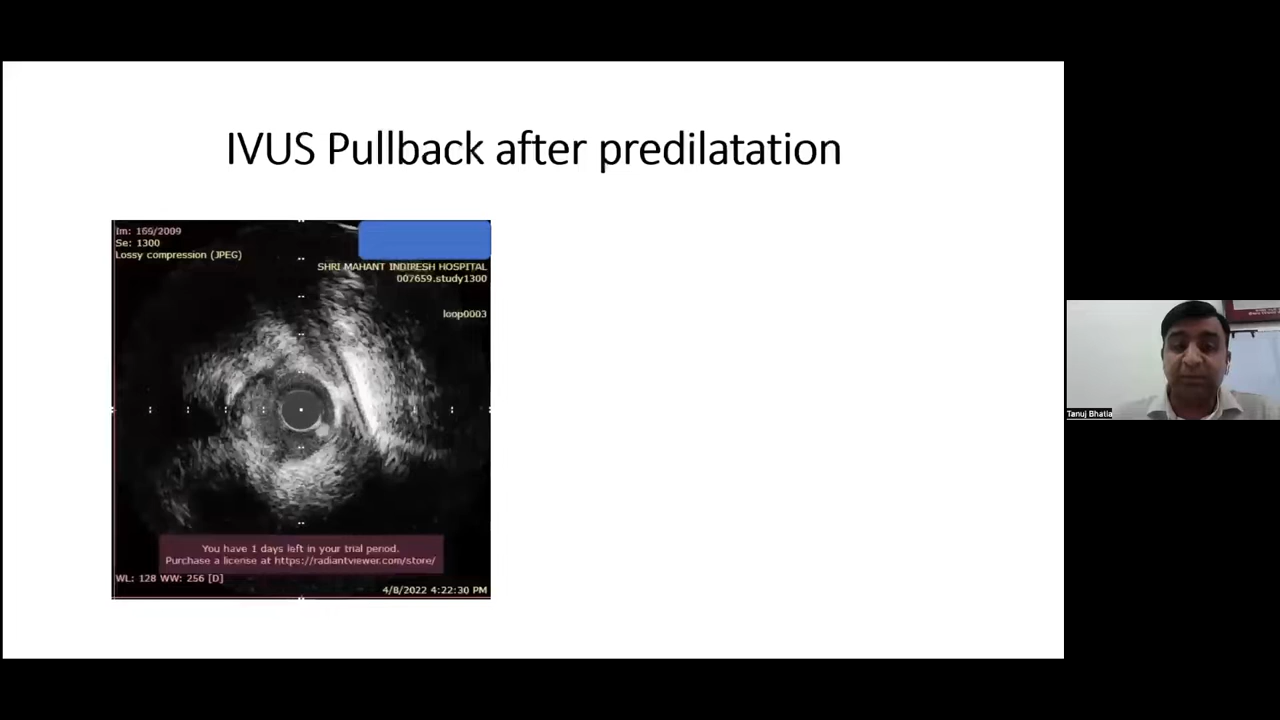 IVUS Pullback after predilatation
Im: 166/2009
Se: 1300
Lossy compression (JPEG)
SHRI MAHANT INDIRESH HOSPITAL
007659.study1300
loop0003
You have 1 days left in your trial period.
Purchase a license at https://radiantviewer.com/store/
WL: 128 WW: 256 [D]
4/8/2022 4:22:30 PM
Tanuj Bhatia